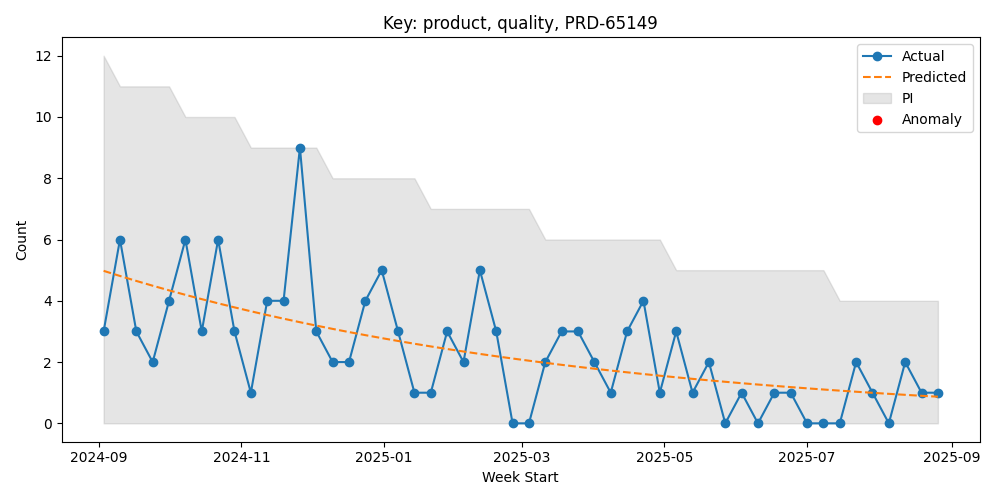 Key: product, quality, PRD-65149
Actual
Predicted
PI
Anomaly
12
10
8
6
4
2
0
Count
2024-09
2024-11
2025-01
2025-03
2025-05
2025-07
2025-09
Week Start